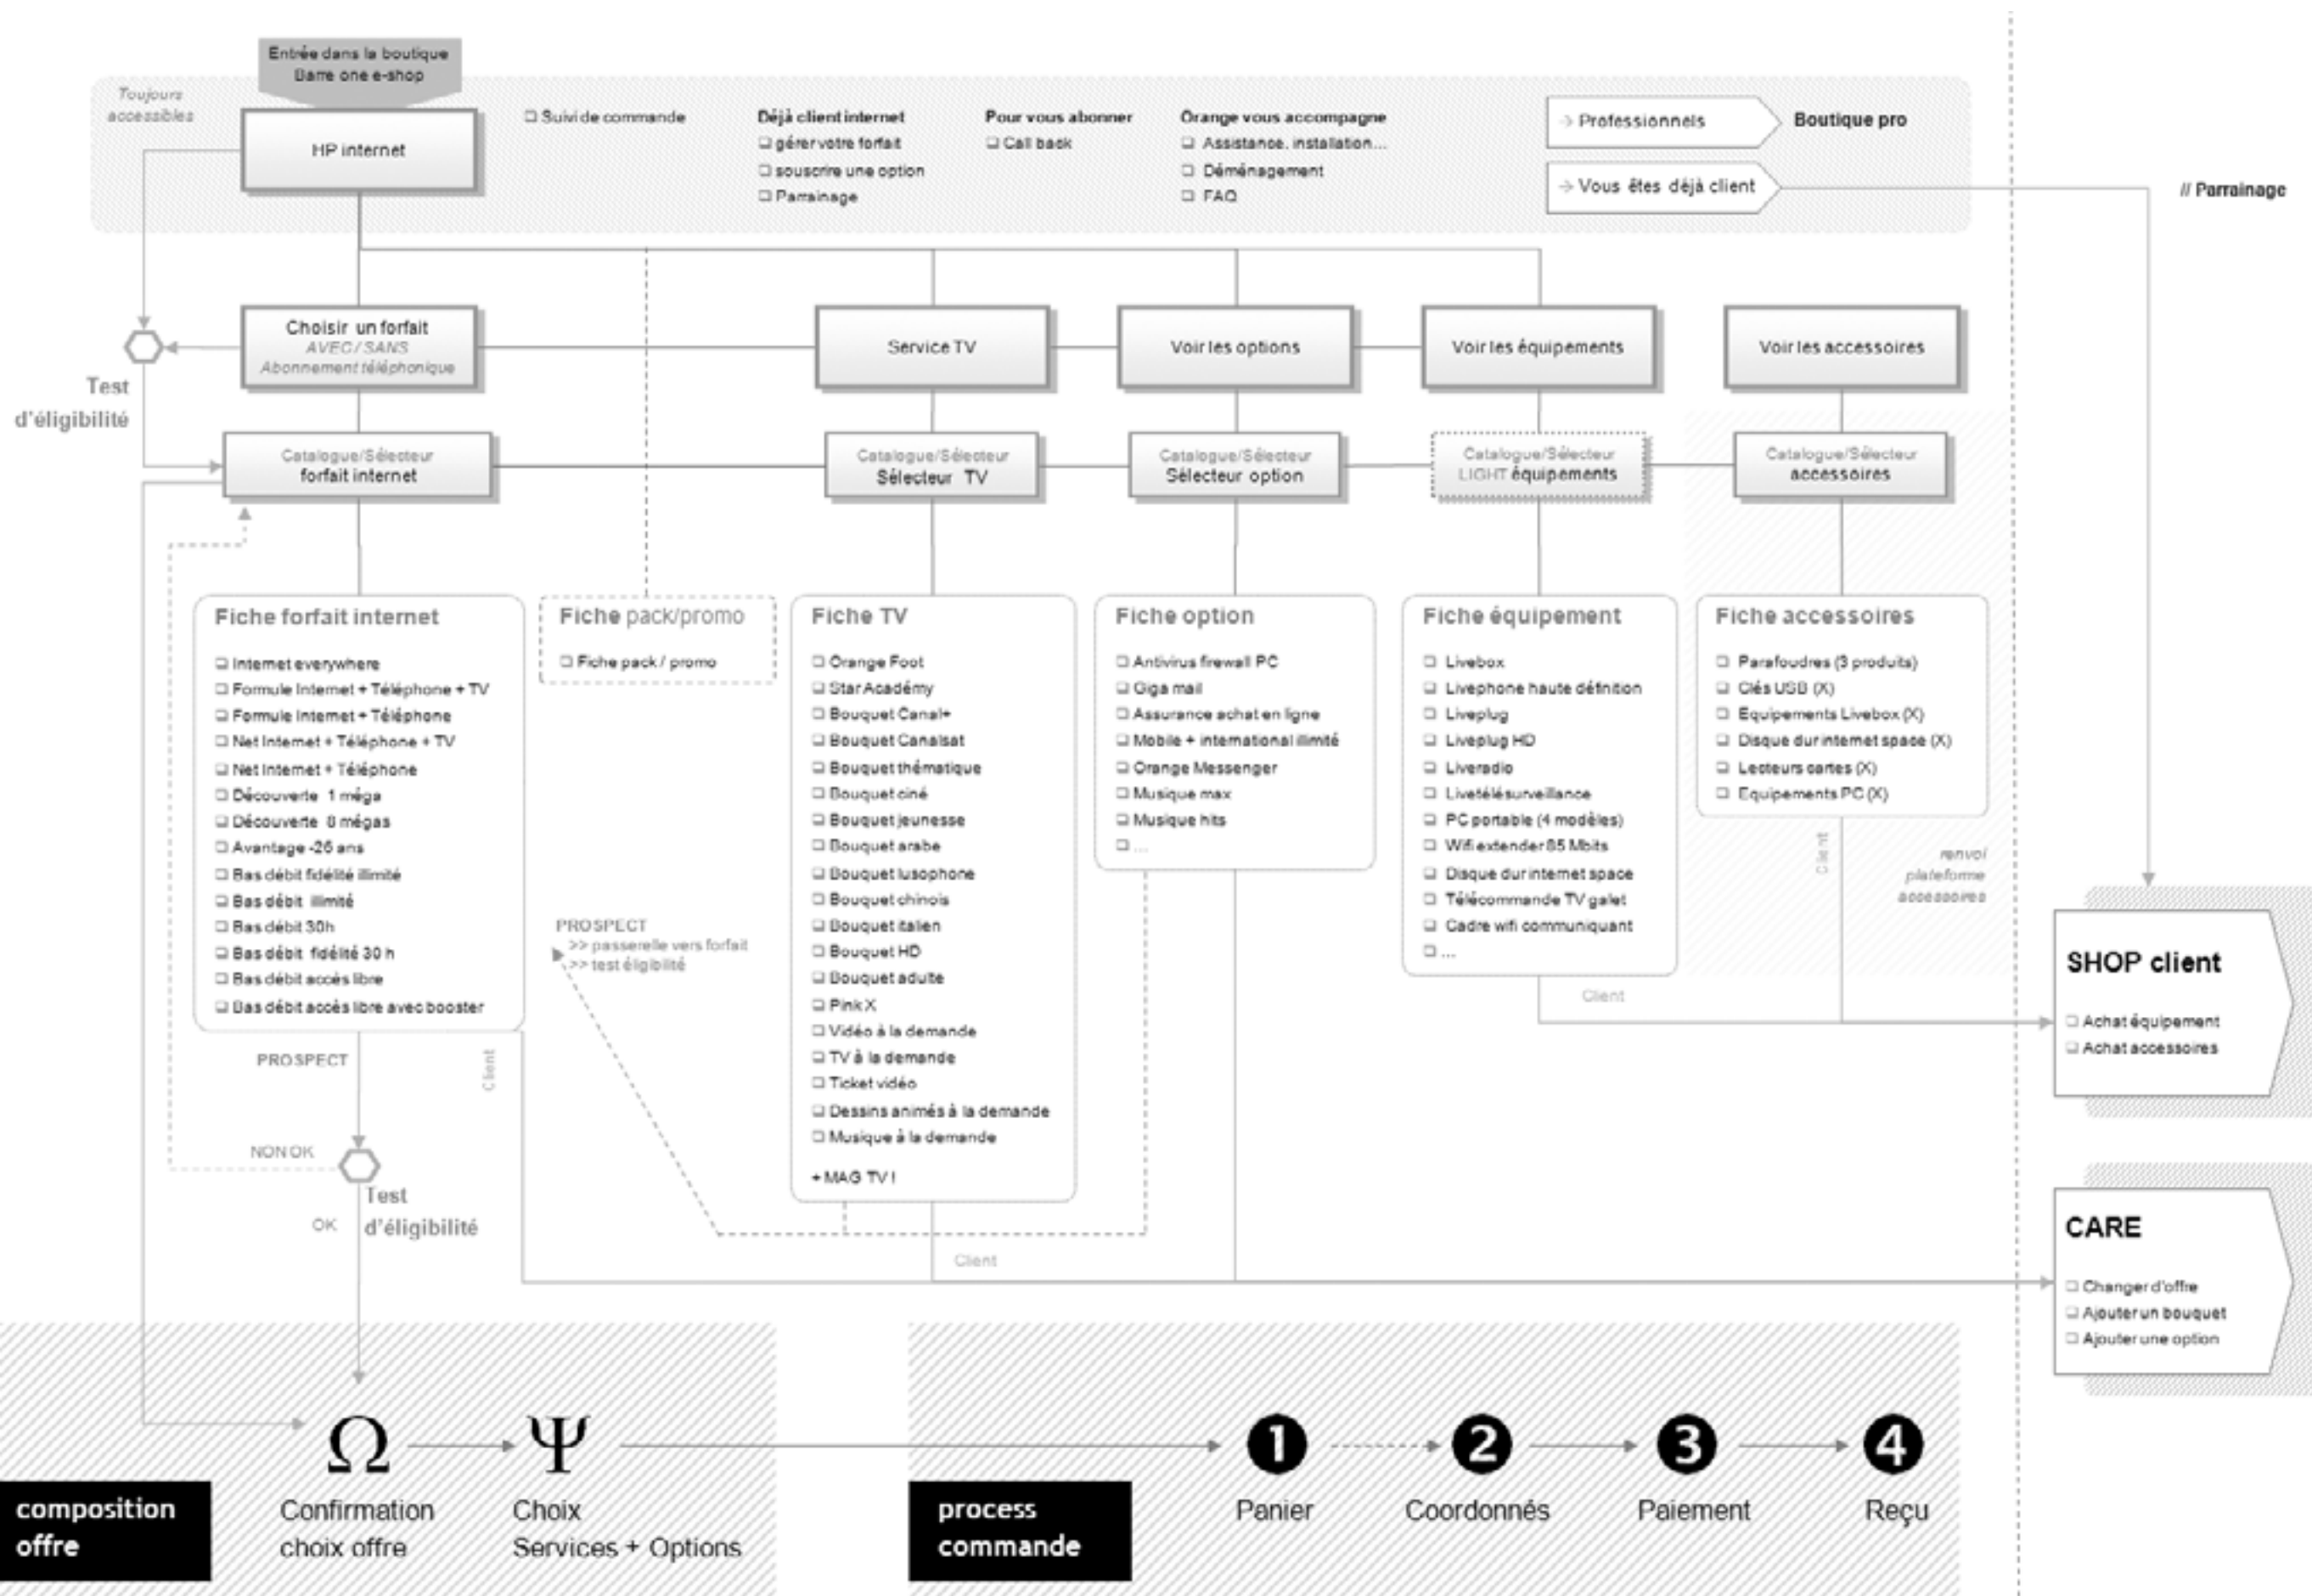 Entrée dans la boutique
Barre one e-shop
Toujours
accessibles
HP internet
Suivi de commande
Déjà client internet
gérer votre forfait
souscrire une option
Parrainage
Pour vous abonner
Call back
Orange vous accompagne
Assistance, installation...
Déménagement
FAQ
→ Professionnels
Boutique pro
→ Vous êtes déjà client
// Parrainage
Choisir un forfait
AVEC / SANS
Abonnement téléphonique
Service TV
Voir les options
Voir les équipements
Voir les accessoires
Test
d'éligibilité
Catalogue/Sélecteur
forfait internet
Catalogue/Sélecteur
Sélecteur TV
Catalogue/Sélecteur
Sélecteur option
Catalogue/Sélecteur
LIGHT équipements
Catalogue/Sélecteur
accessoires
Fiche forfait internet
Internet everywhere
Formule Internet + Téléphone + TV
Formule Internet + Téléphone
Net Internet + Téléphone + TV
Net Internet + Téléphone
Découverte 1 méga
Découverte 8 mégas
Avantage -26 ans
Bas débit fidélité illimité
Bas débit illimité
Bas débit 30h
Bas débit fidélité 30 h
Bas débit accès libre
Bas débit accès libre avec booster
Fiche pack/promo
Fiche pack / promo
Fiche TV
Orange Foot
Star Académy
Bouquet Canal+
Bouquet Canalsat
Bouquet thématique
Bouquet ciné
Bouquet jeunesse
Bouquet arabe
Bouquet lusophone
Bouquet chinois
Bouquet italien
Bouquet HD
Bouquet adulte
Pink X
Vidéo à la demande
TV à la demande
Ticket vidéo
Dessins animés à la demande
Musique à la demande
+ MAG TV !
Fiche option
Antivirus firewall PC
Giga mail
Assurance achat en ligne
Mobile + international illimité
Orange Messenger
Musique max
Musique hits
...
Fiche équipement
Livebox
Livephone haute définition
Liveplug
Liveplug HD
Liveradio
Livetélésurveillance
PC portable (4 modèles)
Wifi extender 85 Mbits
Disque dur internet space
Télécommande TV galet
Cadre wifi communiquant
...
Fiche accessoires
Parafoudres (3 produits)
Clés USB (X)
Equipements Livebox (X)
Disque dur internet space (X)
Lecteurs cartes (X)
Equipements PC (X)
Client
renvoi
plateforme
accessoires
PROSPECT
>> passerelle vers forfait
>> test éligibilité
Client
SHOP client
Achat équipement
Achat accessoires
PROSPECT
Client
NON OK
Test
d'éligibilité
OK
Client
CARE
Changer d'offre
Ajouter un bouquet
Ajouter une option
Ω
Ψ
1
2
3
4
composition
offre
Confirmation
choix offre
Choix
Services + Options
process
commande
Panier
Coordonnés
Paiement
Reçu